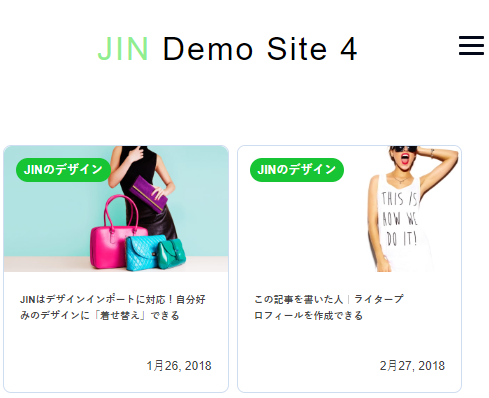 JIN Demo Site 4
JINのデザイン
JINはデザインインポートに対応！自分好
みのデザインに「着せ替え」できる
1月26, 2018
JINのデザイン
THIS IS
HOW WE
DO IT!
この記事を書いた人｜ライタープ
ロフィールを作成できる
2月27, 2018